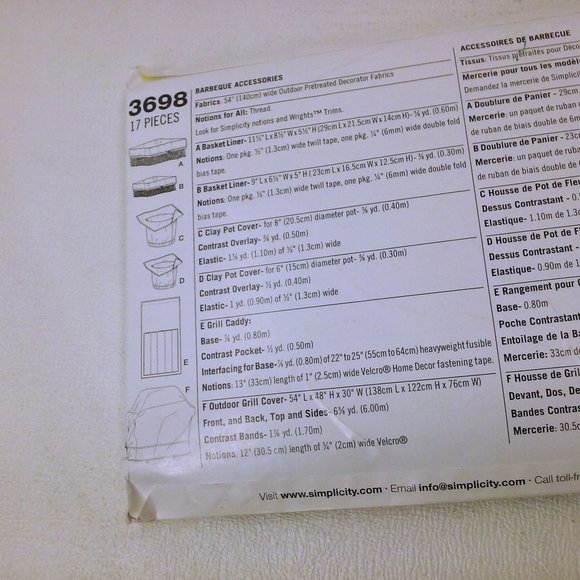 3698
17 PIECES
A
B
C
D
E
F
BARBEQUE ACCESSORIES
Fabrics: 54" (140cm) wide Outdoor Pretreated Decorator Fabrics
Notions for All: Thread.
Look for Simplicity notions and Wrights™ Trims.
A Basket Liner- 11½" L x 8½" W x 5½" H (29cm L x 21.5cm W x 14cm H)- ⅝ yd. (0.60m)
Notions: One pkg. ½" (1.3cm) wide twill tape, one pkg. ¼" (6mm) wide double fold
bias tape.
B Basket Liner- 9" L x 6½" W x 5" H ( 23cm L x 16.5cm W x 12.5cm H)- ⅜ yd. (0.30m)
Notions: One pkg. ½" (1.3cm) wide twill tape, one pkg. ¼" (6mm) wide double fold
bias tape.
C Clay Pot Cover- for 8" (20.5cm) diameter pot- ⅜ yd. (0.40m)
Contrast Overlay- ½ yd. (0.50m)
Elastic- 1⅛ yd. (1.10m) of ½" (1.3cm) wide
D Clay Pot Cover- for 6" (15cm) diameter pot- ⅜ yd. (0.30m)
Contrast Overlay- ½ yd. (0.40m)
Elastic- 1 yd. (0.90m) of ½" (1.3cm) wide
E Grill Caddy:
Base- ⅞ yd. (0.80m)
Contrast Pocket- ½ yd. (0.50m)
Interfacing for Base-⅞ yd. (0.80m) of 22" to 25" (55cm to 64cm) heavyweight fusible
Notions: 13" (33cm) length of 1" (2.5cm) wide Velcro® Home Decor fastening tape.
F Outdoor Grill Cover- 54" L x 48" H x 30" W (138cm L x 122cm H x 76cm W)
Front, and Back, Top and Sides- 6⅝ yd. (6.00m)
Contrast Bands- 1⅞ yd. (1.70m)
Notions: 12" (30.5 cm) length of ¾" (2cm) wide Velcro®
ACCESSOIRES DE BARBECUE
Tissus: Tissus prétraités pour Déco
Mercerie pour tous les modèl
Demandez la mercerie de Simplici
A Doublure de Panier - 29cm
Mercerie: un paquet de ruban
de ruban de biais double de 6m
B Doublure de Panier- 23cm
Mercerie: un paquet de ruban
de ruban de biais double de
C Housse de Pot de Fleu
Dessus Contrastant - 0.5
Elastique- 1.10m de 1.3
D Housse de Pot de Fl
Dessus Contrastant -
Elastique- 0.90m de 1
E Rangement pour G
Base- 0.80m
Poche Contrastant
Entoilage de la Ba
Mercerie: 33cm d
F Housse de Gril
Devant, Dos, De
Bandes Contras
Mercerie- 30.5c
Visit www.simplicity.com · Email info@simplicity.com · Call toll-fr